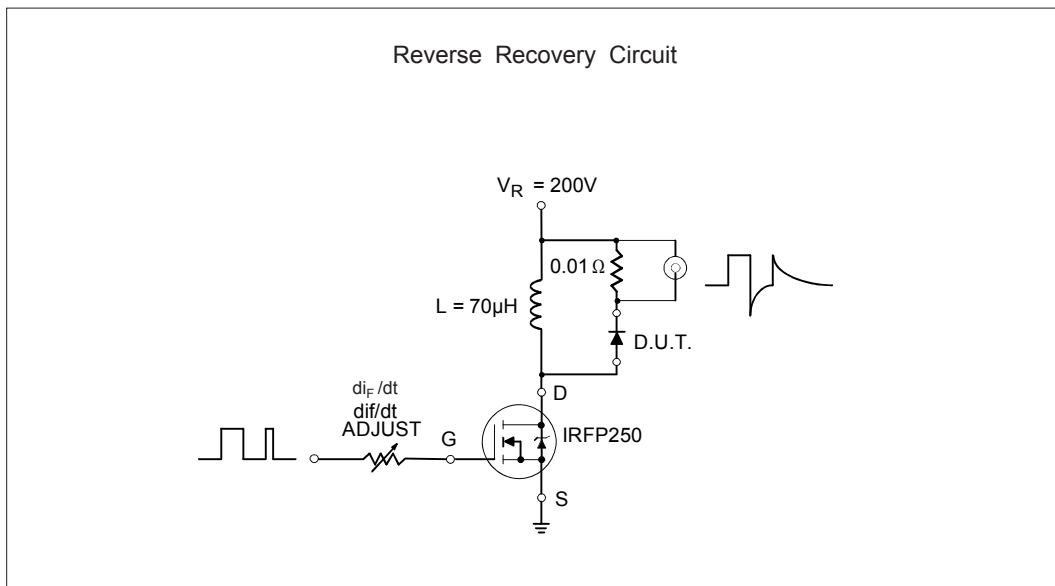 Reverse Recovery Circuit
V_R = 200V
0.01 Ω
L = 70µH
D.U.T.
di_F/dt
dif/dt
ADJUST
D
G
IRFP250
S